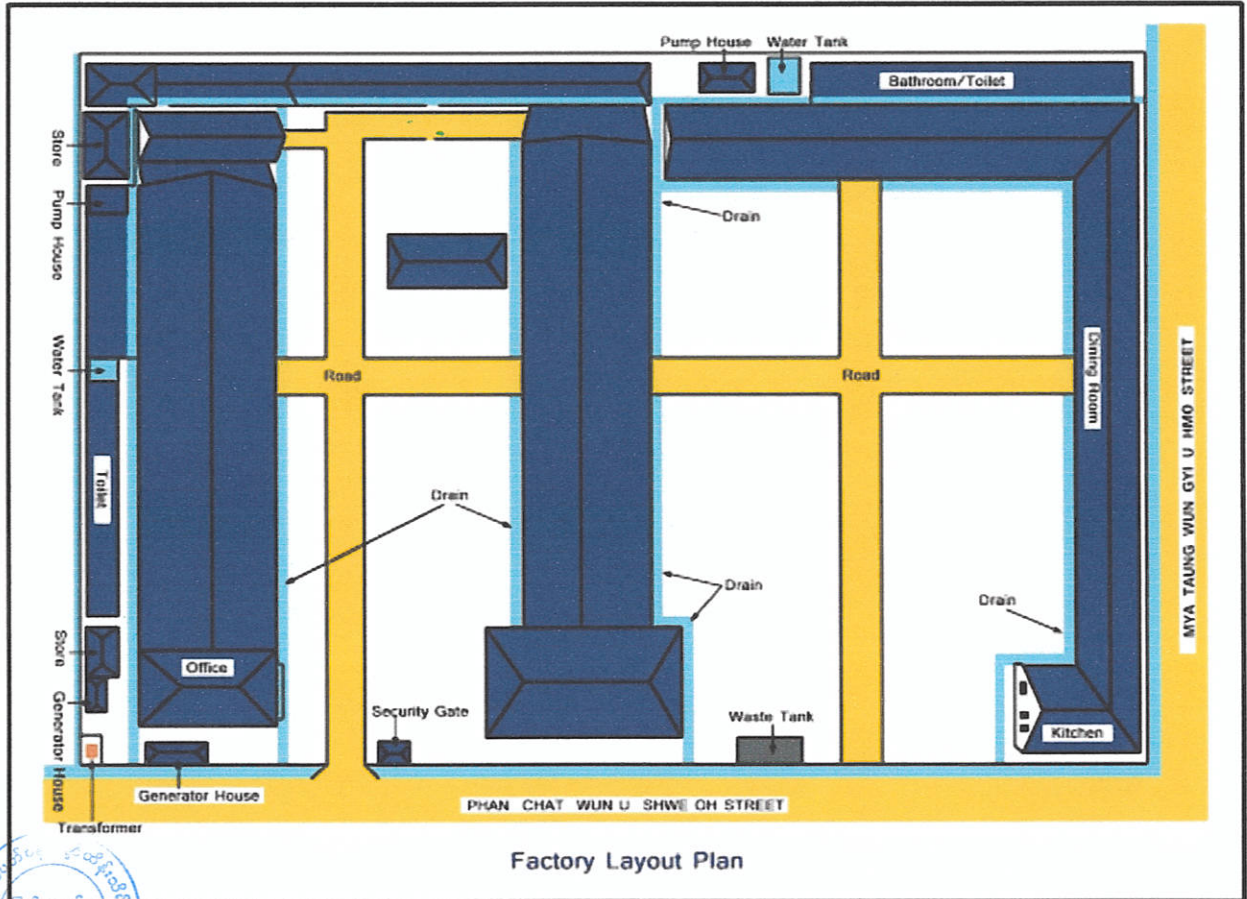 Pump House
Water Tank
Bathroom/Toilet
Store
Pump House
Drain
Water Tank
Road
Road
Dining Room
MYA TAUNG WUN GYI U HMO STREET
Toilet
Drain
Drain
Drain
Store
Office
Generator House
Security Gate
Waste Tank
Kitchen
Generator House
PHAN CHAT WUN U SHWE OH STREET
Transformer
Factory Layout Plan